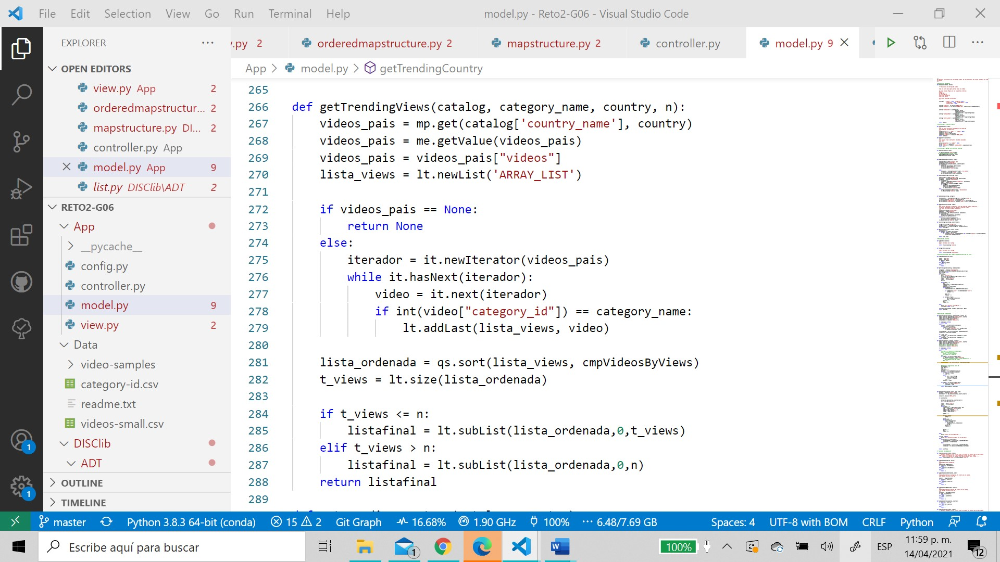 File Edit Selection View Go Run Terminal Help model.py - Reto2-G06 - Visual Studio Code
EXPLORER
.py 2 orderedmapstructure.py 2 mapstructure.py 2 controller.py model.py 9
OPEN EDITORS
view.py App 2
orderedmapstructur... 2
mapstructure.py DI... 2
controller.py App
model.py App 9
list.py DISClib\ADT 2
RETO2-G06
App
__pycache__
config.py
controller.py
model.py 9
view.py 2
Data
video-samples
category-id.csv
readme.txt
videos-small.csv
DISClib
ADT
OUTLINE
TIMELINE
App > model.py > getTrendingCountry
265
266 def getTrendingViews(catalog, category_name, country, n):
267 videos_pais = mp.get(catalog['country_name'], country)
268 videos_pais = me.getValue(videos_pais)
269 videos_pais = videos_pais["videos"]
270 lista_views = lt.newList('ARRAY_LIST')
271
272 if videos_pais == None:
273 return None
274 else:
275 iterador = it.newIterator(videos_pais)
276 while it.hasNext(iterador):
277 video = it.next(iterador)
278 if int(video["category_id"]) == category_name:
279 lt.addLast(lista_views, video)
280
281 lista_ordenada = qs.sort(lista_views, cmpVideosByViews)
282 t_views = lt.size(lista_ordenada)
283
284 if t_views <= n:
285 listafinal = lt.subList(lista_ordenada,0,t_views)
286 elif t_views > n:
287 listafinal = lt.subList(lista_ordenada,0,n)
288 return listafinal
289
1
1
master Python 3.8.3 64-bit (conda) 15 2 Git Graph 16.68% 1.90 GHz 100% 6.48/7.69 GB Spaces: 4 UTF-8 with BOM CRLF Python
Escribe aquí para buscar 1 100% ESP 11:59 p. m. 12
14/04/2021